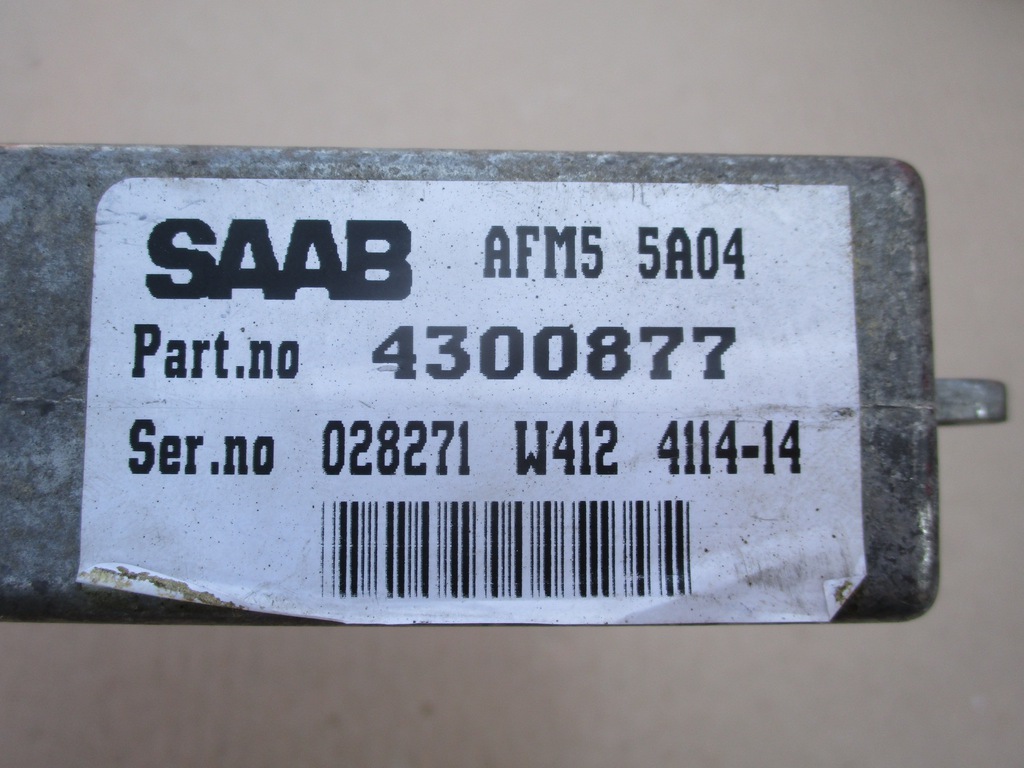 SAAB AFM5 5A04
Part.no 4300877
Ser.no 028271 W412 4114-14